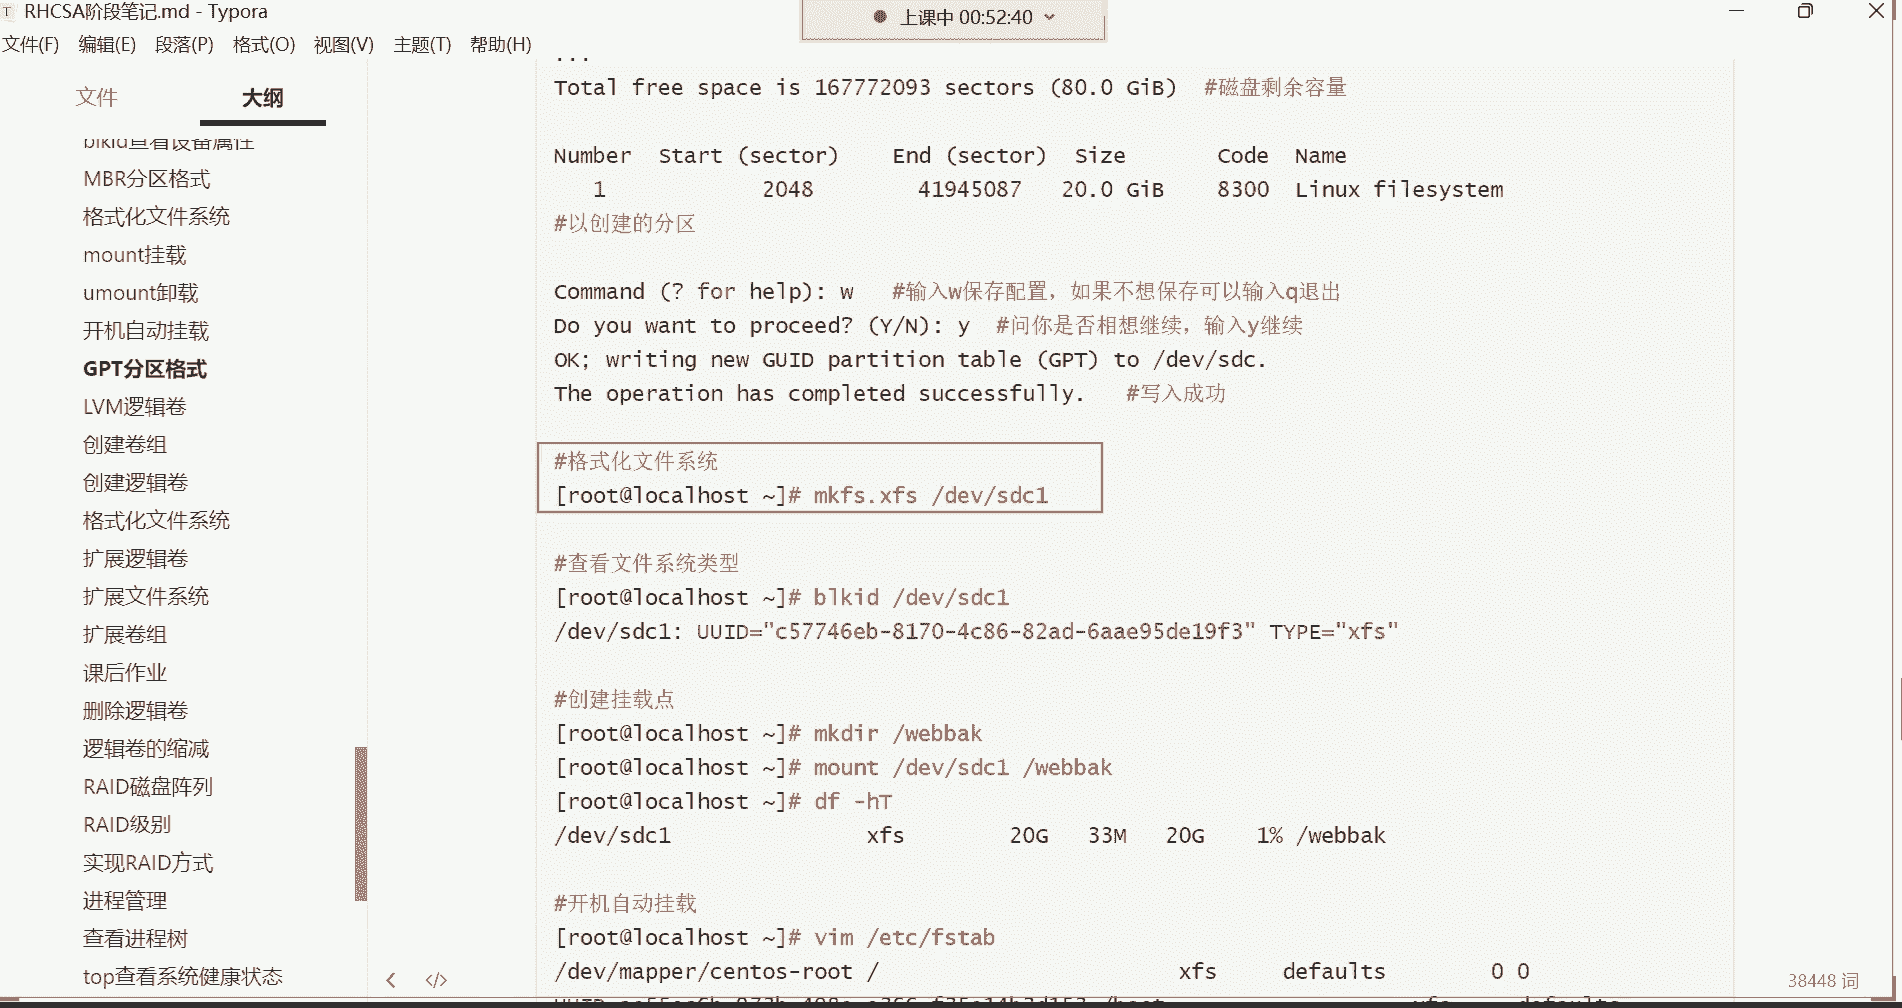 RHCSA阶段笔记.md - Typora
上课中 00:52:40
文件(F) 编辑(E) 段落(P) 格式(O) 视图(V) 主题(T) 帮助(H)
文件 大纲
blkid查看设备属性
MBR分区格式
格式化文件系统
mount挂载
umount卸载
开机自动挂载
GPT分区格式
LVM逻辑卷
创建卷组
创建逻辑卷
格式化文件系统
扩展逻辑卷
扩展文件系统
扩展卷组
课后作业
删除逻辑卷
逻辑卷的缩减
RAID磁盘阵列
RAID级别
实现RAID方式
进程管理
查看进程树
top查看系统健康状态
...
Total free space is 167772093 sectors (80.0 GiB) #磁盘剩余容量
Number Start (sector) End (sector) Size Code Name
1 2048 41945087 20.0 GiB 8300 Linux filesystem
#以创建的分区
Command (? for help): w #输入w保存配置，如果不想保存可以输入q退出
Do you want to proceed? (Y/N): y #问你是否相想继续，输入y继续
OK; writing new GUID partition table (GPT) to /dev/sdc.
The operation has completed successfully. #写入成功
#格式化文件系统
[root@localhost ~]# mkfs.xfs /dev/sdc1
#查看文件系统类型
[root@localhost ~]# blkid /dev/sdc1
/dev/sdc1: UUID="c57746eb-8170-4c86-82ad-6aae95de19f3" TYPE="xfs"
#创建挂载点
[root@localhost ~]# mkdir /webbak
[root@localhost ~]# mount /dev/sdc1 /webbak
[root@localhost ~]# df -hT
/dev/sdc1 xfs 20G 33M 20G 1% /webbak
#开机自动挂载
[root@localhost ~]# vim /etc/fstab
/dev/mapper/centos-root / xfs defaults 0 0
38448 词